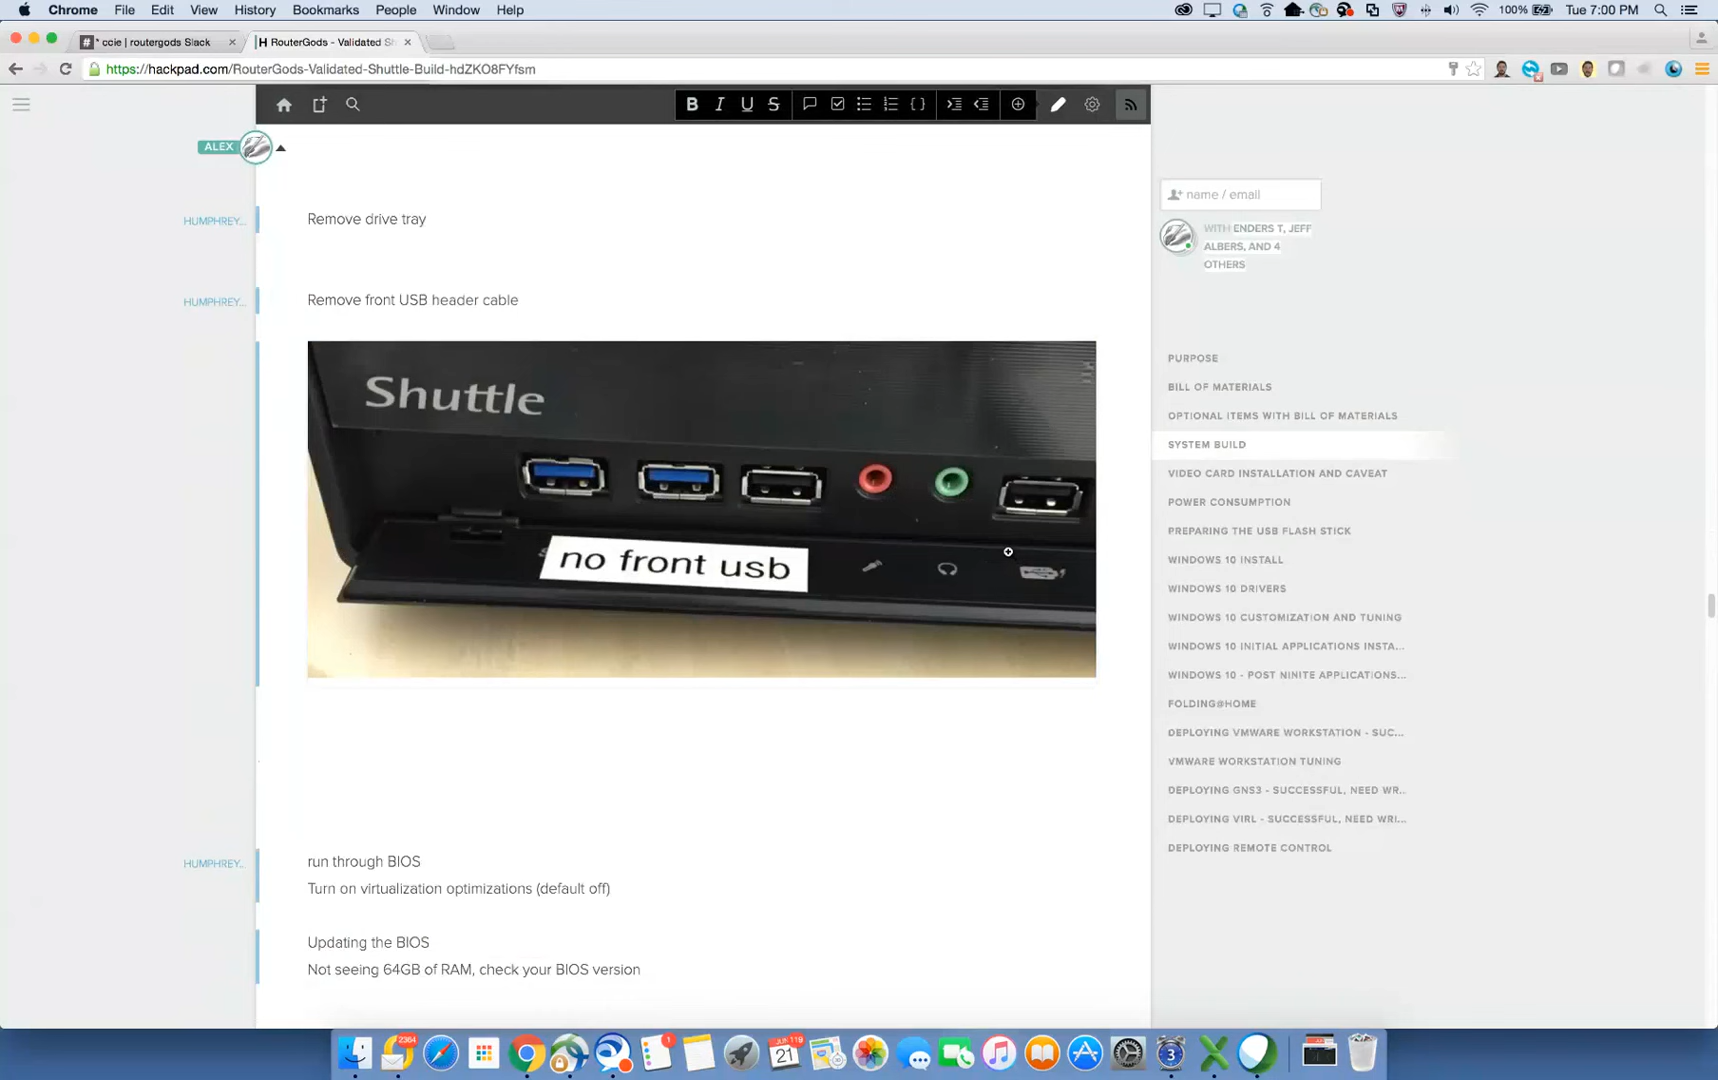 Chrome File Edit View History Bookmarks People Window Help
100% Tue 7:00 PM
* ccie | routergods Slack
RouterGods - Validated Sh
https://hackpad.com/RouterGods-Validated-Shuttle-Build-hdZKO8FYfsm
B I U S
ALEX
HUMPHREY...
Remove drive tray
HUMPHREY...
Remove front USB header cable
Shuttle
no front usb
HUMPHREY...
run through BIOS
Turn on virtualization optimizations (default off)
Updating the BIOS
Not seeing 64GB of RAM, check your BIOS version
name / email
WITH ENDERS T, JEFF
ALBERS, AND 4
OTHERS
PURPOSE
BILL OF MATERIALS
OPTIONAL ITEMS WITH BILL OF MATERIALS
SYSTEM BUILD
VIDEO CARD INSTALLATION AND CAVEAT
POWER CONSUMPTION
PREPARING THE USB FLASH STICK
WINDOWS 10 INSTALL
WINDOWS 10 DRIVERS
WINDOWS 10 CUSTOMIZATION AND TUNING
WINDOWS 10 INITIAL APPLICATIONS INSTA...
WINDOWS 10 - POST NINITE APPLICATIONS...
FOLDING@HOME
DEPLOYING VMWARE WORKSTATION - SUC...
VMWARE WORKSTATION TUNING
DEPLOYING GNS3 - SUCCESSFUL, NEED WR...
DEPLOYING VIRL - SUCCESSFUL, NEED WRI...
DEPLOYING REMOTE CONTROL
2364
1
21
3